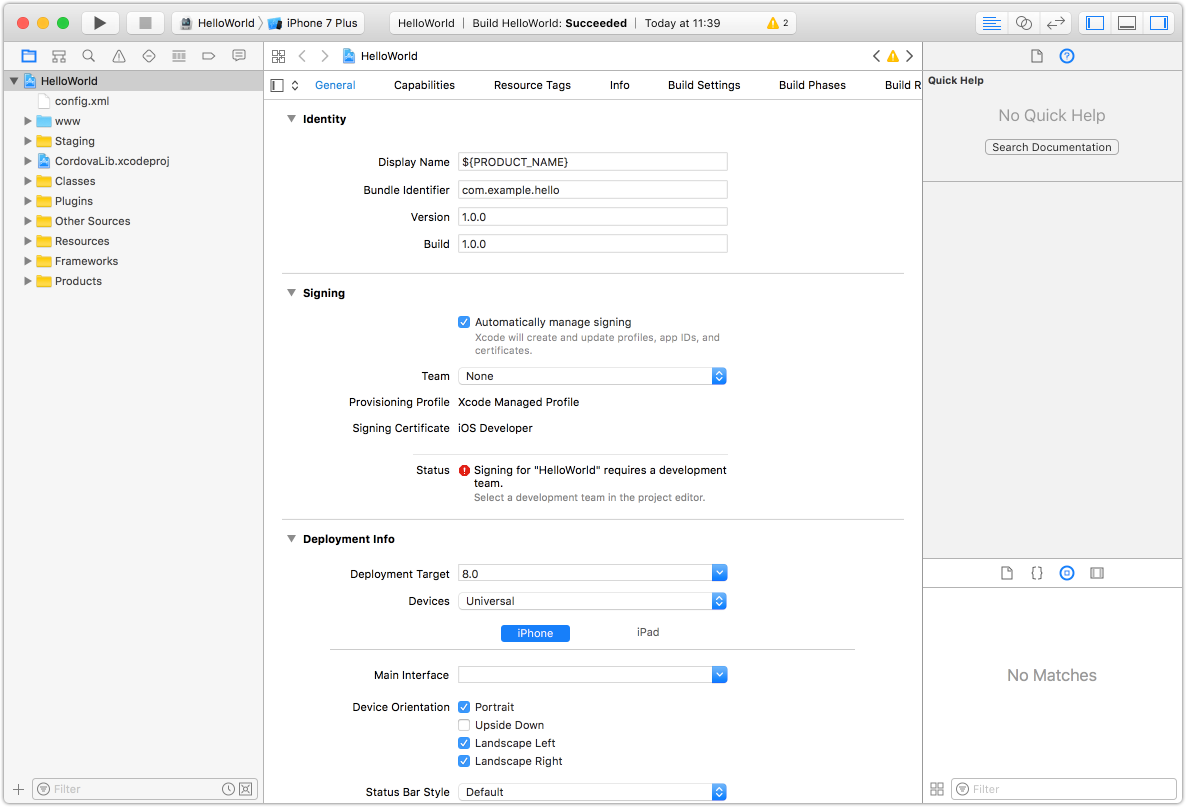 HelloWorld iPhone 7 Plus HelloWorld Build HelloWorld: Succeeded Today at 11:39 2
HelloWorld
HelloWorld
config.xml
www
Staging
CordovaLib.xcodeproj
Classes
Plugins
Other Sources
Resources
Frameworks
Products
Filter
General Capabilities Resource Tags Info Build Settings Build Phases Build R
Identity
Display Name ${PRODUCT_NAME}
Bundle Identifier com.example.hello
Version 1.0.0
Build 1.0.0
Signing
Automatically manage signing
Xcode will create and update profiles, app IDs, and
certificates.
Team None
Provisioning Profile Xcode Managed Profile
Signing Certificate iOS Developer
Status Signing for "HelloWorld" requires a development
team.
Select a development team in the project editor.
Deployment Info
Deployment Target 8.0
Devices Universal
iPhone iPad
Main Interface
Device Orientation Portrait
Upside Down
Landscape Left
Landscape Right
Status Bar Style Default
Quick Help
No Quick Help
Search Documentation
No Matches
Filter